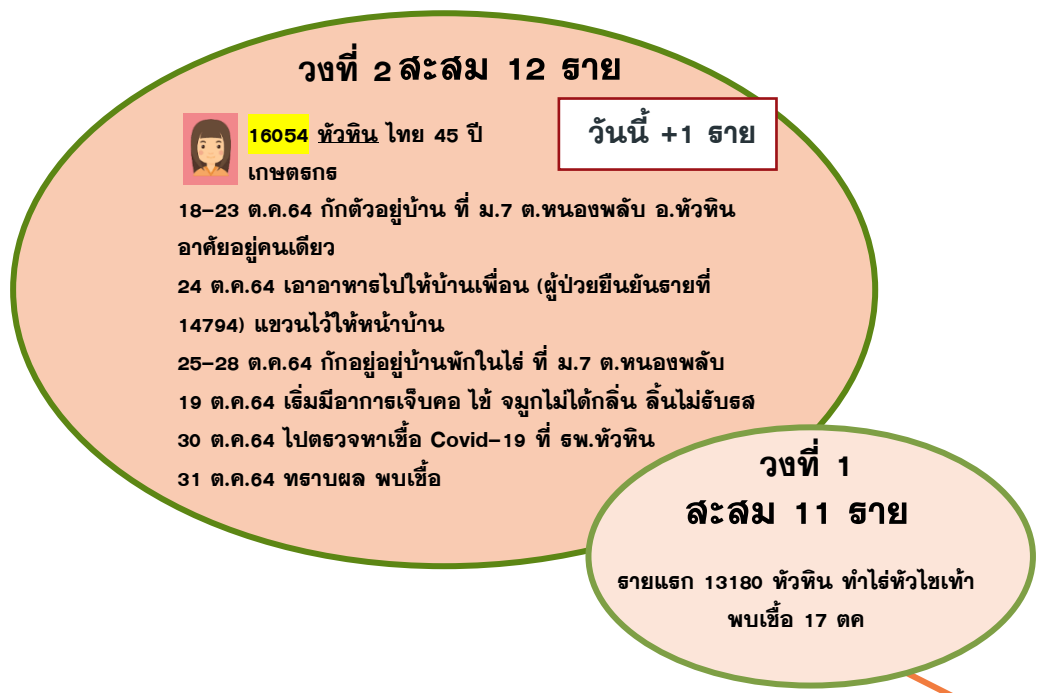 วงที่ 2 สะสม 12 ราย
วันนี้ +1 ราย
16054 หัวหิน ไทย 45 ปี
เกษตรกร
18–23 ต.ค.64 กักตัวอยู่บ้าน ที่ ม.7 ต.หนองพลับ อ.หัวหิน
อาศัยอยู่คนเดียว
24 ต.ค.64 เอาอาหารไปให้บ้านเพื่อน (ผู้ป่วยยืนยันรายที่
14794) แขวนไว้ให้หน้าบ้าน
25–28 ต.ค.64 กักอยู่อยู่บ้านพักในไร่ ที่ ม.7 ต.หนองพลับ
19 ต.ค.64 เริ่มมีอาการเจ็บคอ ไข้ จมูกไม่ได้กลิ่น ลิ้นไม่รับรส
30 ต.ค.64 ไปตรวจหาเชื้อ Covid–19 ที่ รพ.หัวหิน
31 ต.ค.64 ทราบผล พบเชื้อ
วงที่ 1
สะสม 11 ราย
รายแรก 13180 หัวหิน ทำไร่หัวไขเท้า
พบเชื้อ 17 ตค